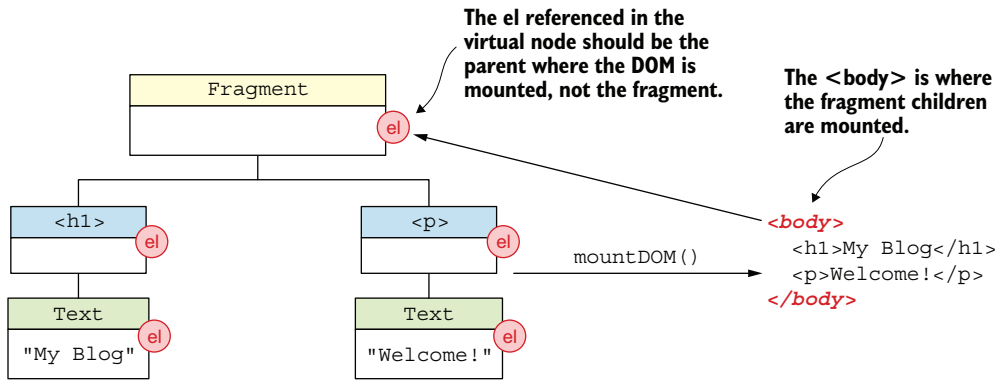 The el referenced in the
virtual node should be the
parent where the DOM is
mounted, not the fragment.
The <body> is where
the fragment children
are mounted.
Fragment
el
<h1>
el
<p>
el
mountDOM()
<body>
<h1>My Blog</h1>
<p>Welcome!</p>
</body>
Text
el
"My Blog"
Text
el
"Welcome!"